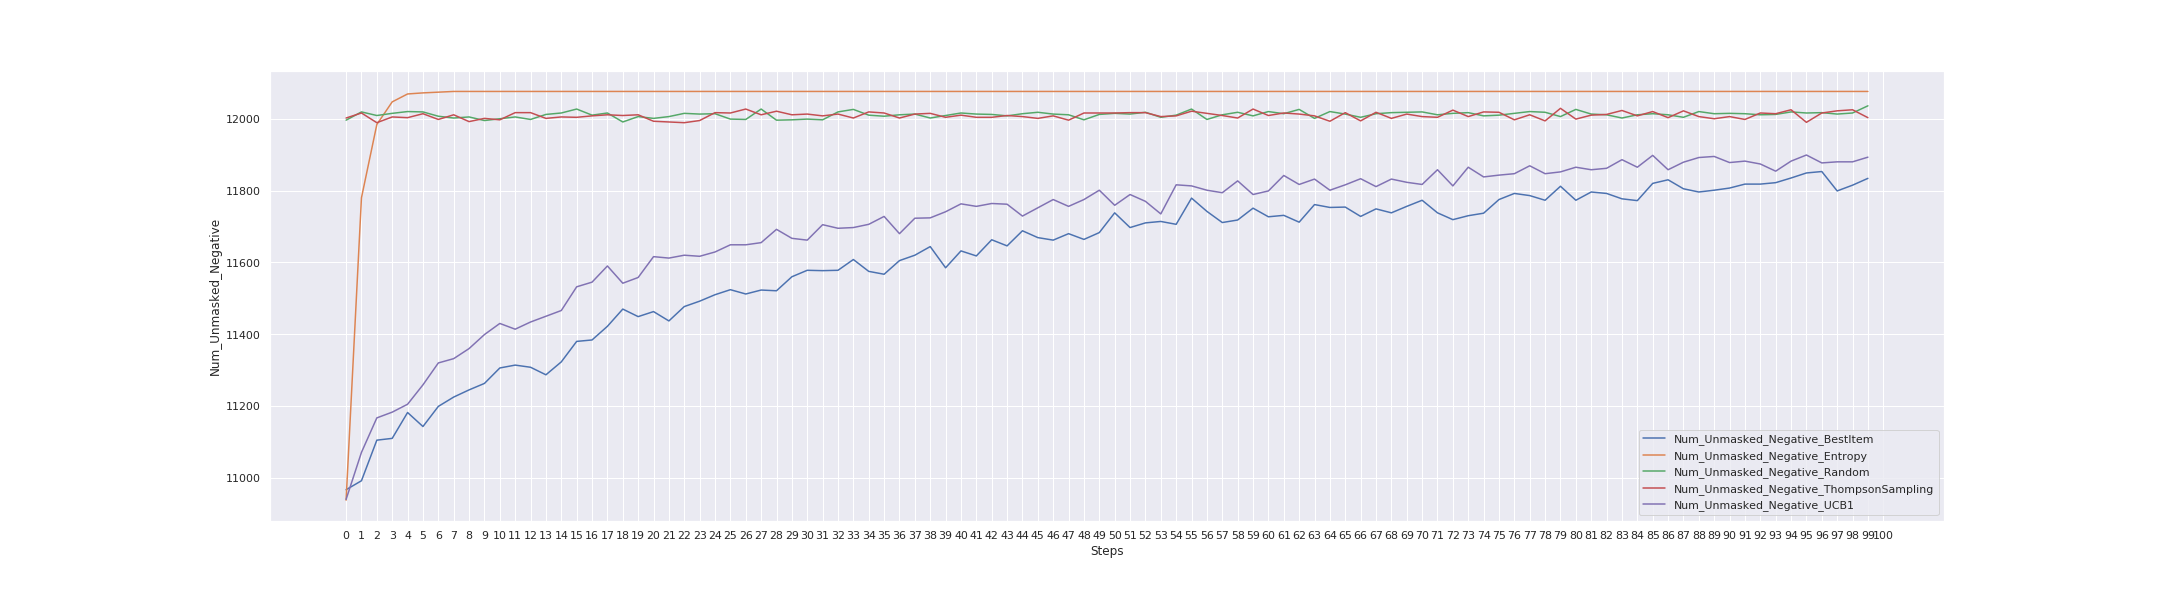 12000
11800
11600
11400
11200
11000
Num_Unmasked_Negative
Num_Unmasked_Negative_BestItem
Num_Unmasked_Negative_Entropy
Num_Unmasked_Negative_Random
Num_Unmasked_Negative_ThompsonSampling
Num_Unmasked_Negative_UCB1
0 1 2 3 4 5 6 7 8 9 10 11 12 13 14 15 16 17 18 19 20 21 22 23 24 25 26 27 28 29 30 31 32 33 34 35 36 37 38 39 40 41 42 43 44 45 46 47 48 49 50 51 52 53 54 55 56 57 58 59 60 61 62 63 64 65 66 67 68 69 70 71 72 73 74 75 76 77 78 79 80 81 82 83 84 85 86 87 88 89 90 91 92 93 94 95 96 97 98 99 100
Steps